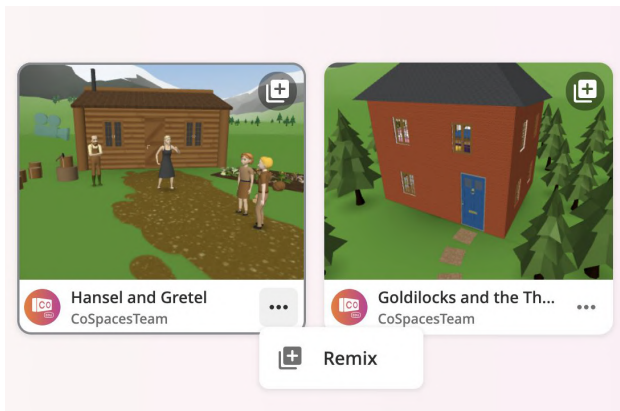 Hansel and Gretel
CoSpacesTeam
Goldilocks and the Th...
CoSpacesTeam
Remix